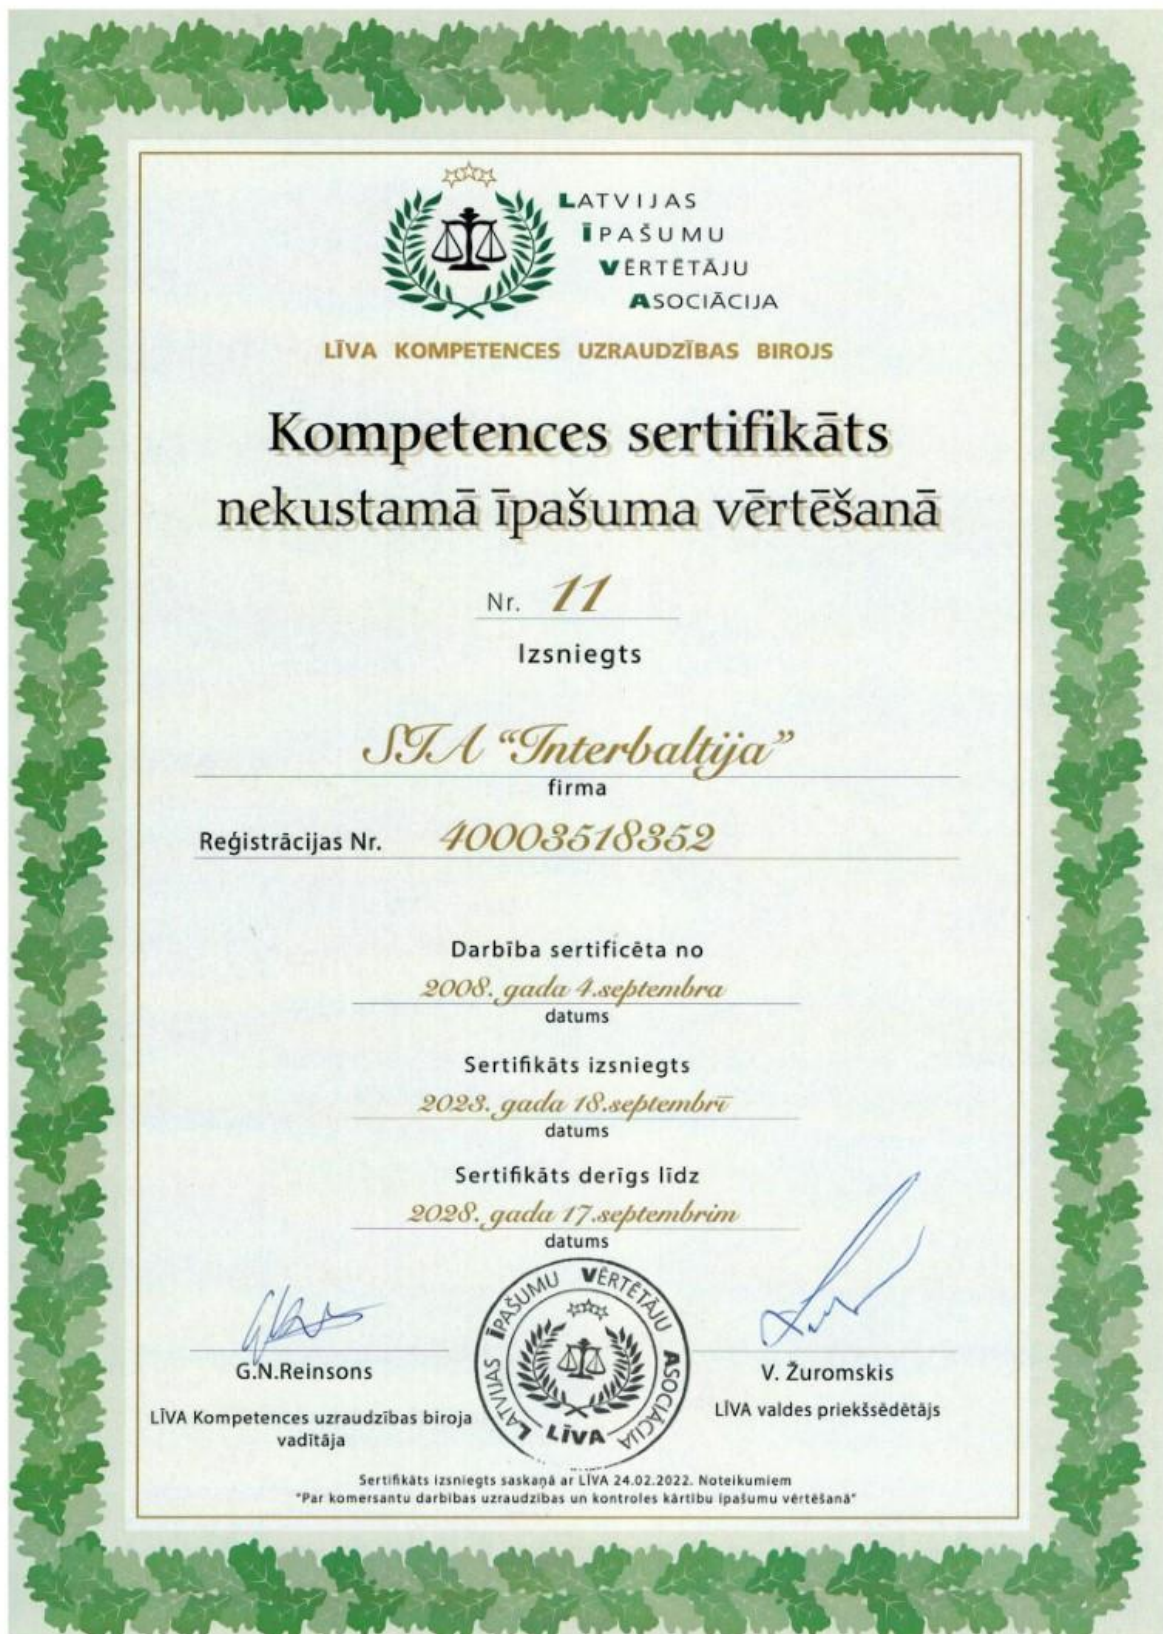 LATVIJAS
ĪPAŠUMU
VĒRTĒTĀJU
ASOCIĀCIJA
LĪVA KOMPETENCES UZRAUDZĪBAS BIROJS
Kompetences sertifikāts
nekustamā īpašuma vērtēšanā
Nr. 11
Izsniegts
SIA “Interbaltija”
firma
Reģistrācijas Nr. 40003518352
Darbība sertificēta no
2008. gada 4.septembra
datums
Sertifikāts izsniegts
2023. gada 18.septembrī
datums
Sertifikāts derīgs līdz
2028. gada 17.septembrim
datums
LATVIJAS ĪPAŠUMU VĒRTĒTĀJU ASOCIĀCIJA
LĪVA
G.N.Reinsons
LĪVA Kompetences uzraudzības biroja
vadītāja
V. Žuromskis
LĪVA valdes priekšsēdētājs
Sertifikāts izsniegts saskaņā ar LĪVA 24.02.2022. Noteikumiem
"Par komersantu darbības uzraudzības un kontroles kārtību īpašumu vērtēšanā"